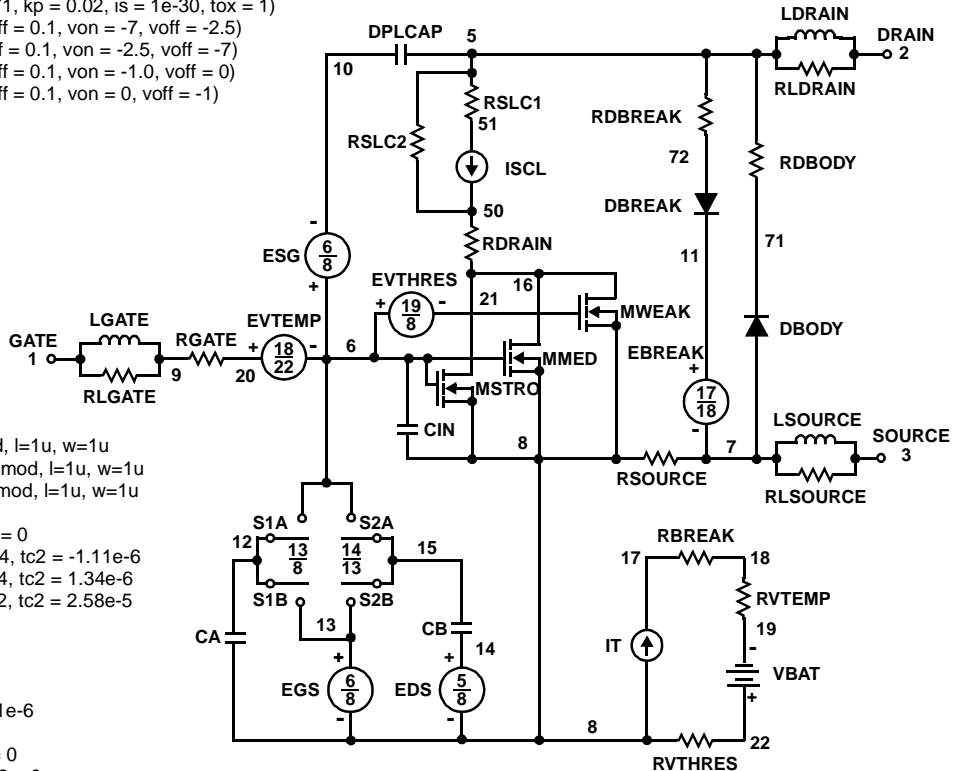 1, kp = 0.02, is = 1e-30, tox = 1)
ff = 0.1, von = -7, voff = -2.5)
f = 0.1, von = -2.5, voff = -7)
ff = 0.1, von = -1.0, voff = 0)
ff = 0.1, von = 0, voff = -1)
DPLCAP
5
10
LDRAIN
DRAIN
2
RLDRAIN
RSLC1
51
RSLC2
ISCL
50
RDRAIN
RDBREAK
72
DBREAK
11
RDBODY
71
DBODY
-
ESG
6
8
+
EVTHRES
+
19
8
-
21
16
MWEAK
LGATE
GATE
1
RLGATE
9
RGATE
20
EVTEMP
+
18
22
-
6
MMED
MSTRO
EBREAK
+
17
18
-
CIN
8
RSOURCE
7
LSOURCE
SOURCE
3
RLSOURCE
d, l=1u, w=1u
mod, l=1u, w=1u
mod, l=1u, w=1u
= 0
4, tc2 = -1.11e-6
4, tc2 = 1.34e-6
2, tc2 = 2.58e-5
1e-6
= 0
S1A
S2A
12
13
8
14
13
15
S1B
S2B
13
CA
CB
14
+
EGS
6
8
-
+
EDS
5
8
-
RBREAK
17
18
RVTEMP
19
IT
-
VBAT
+
8
22
RVTHRES